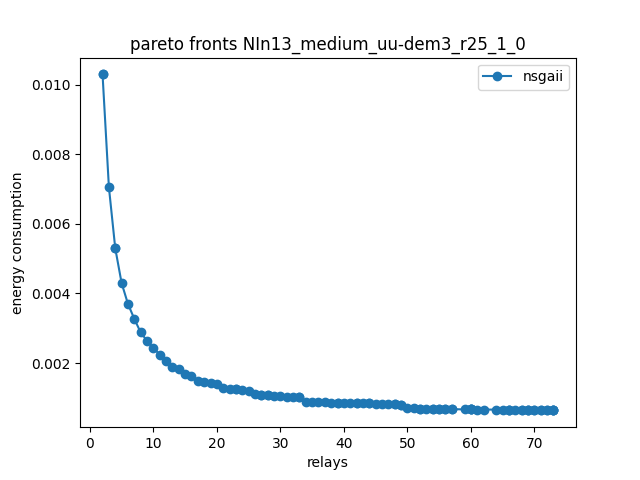 pareto fronts NIn13_medium_uu-dem3_r25_1_0
nsgaii
0.010
0.008
0.006
0.004
0.002
energy consumption
0 10 20 30 40 50 60 70
relays